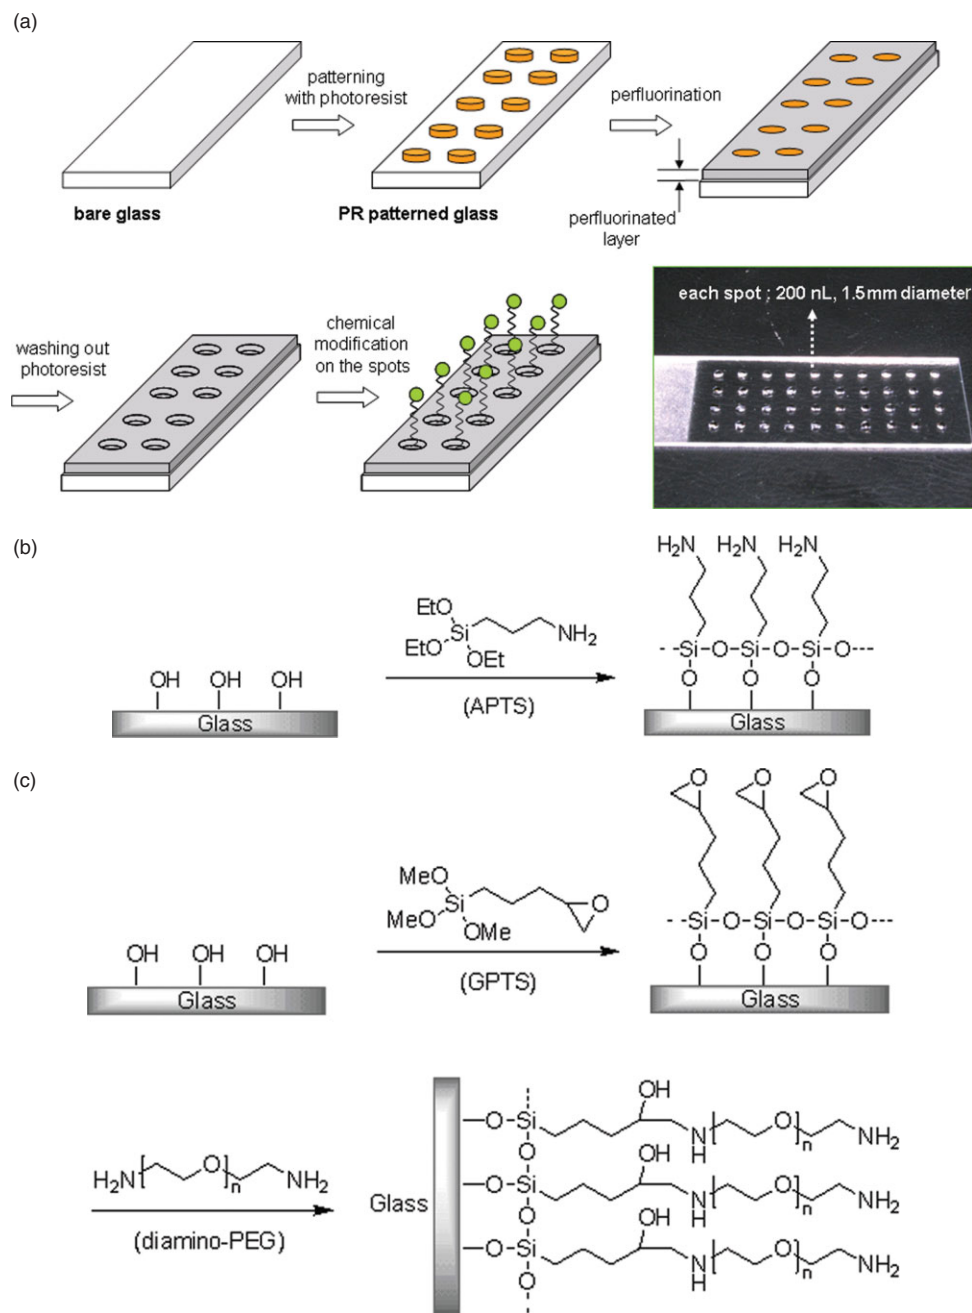 (a)
patterning
with photoresist
perfluorination
bare glass
PR patterned glass
perfluorinated
layer
washing out
photoresist
chemical
modification
on the spots
each spot : 200 nL, 1.5mm diameter
(b)
H₂N H₂N H₂N
EtO
Si
EtO
OEt
NH₂
Si-O-Si-O-Si-O
O O O
OH OH OH
(APTS)
Glass
Glass
(c)
O O O
MeO
Si
MeO
OMe
O
Si-O-Si-O-Si-O
O O O
OH OH OH
(GPTS)
Glass
Glass
OH
O-Si N H [ O ]n NH₂
O
H₂N [ O ]n NH₂
OH
Glass
O-Si N H [ O ]n NH₂
(diamino-PEG)
O
OH
O-Si N H [ O ]n NH₂
O